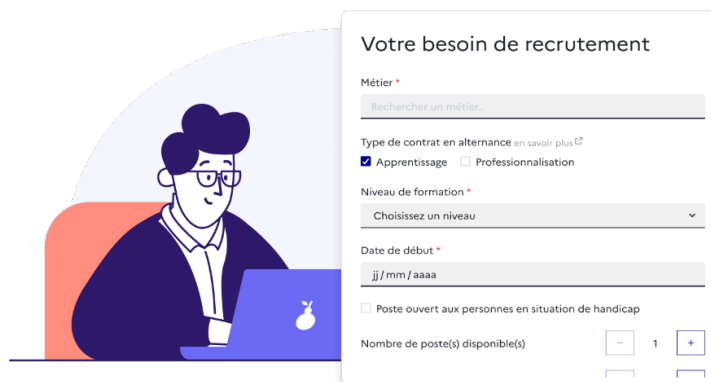 Votre besoin de recrutement
Métier *
Rechercher un métier..
Type de contrat en alternance en savoir plus
Apprentissage Professionnalisation
Niveau de formation *
Choisissez un niveau
Date de début *
jj / mm / aaaa
Poste ouvert aux personnes en situation de handicap
Nombre de poste(s) disponible(s) − 1 +